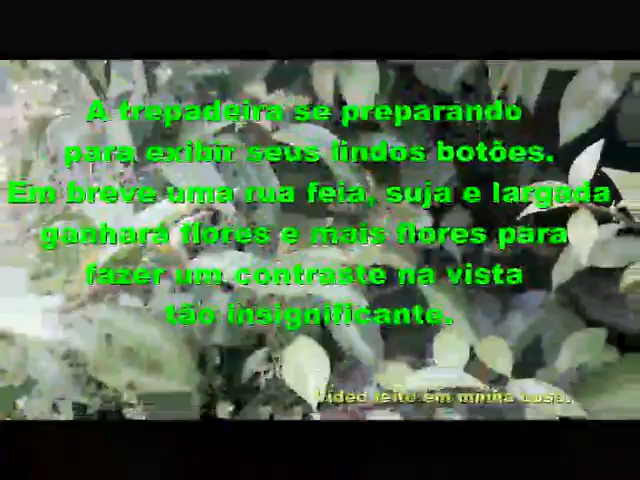 A trepadeira se preparando
para exibir seus lindos botões.
Em breve uma rua feia, suja e largada
ganhará flores e mais flores para
fazer um contraste na vista
tão insignificante.
Video feito em minha casa.